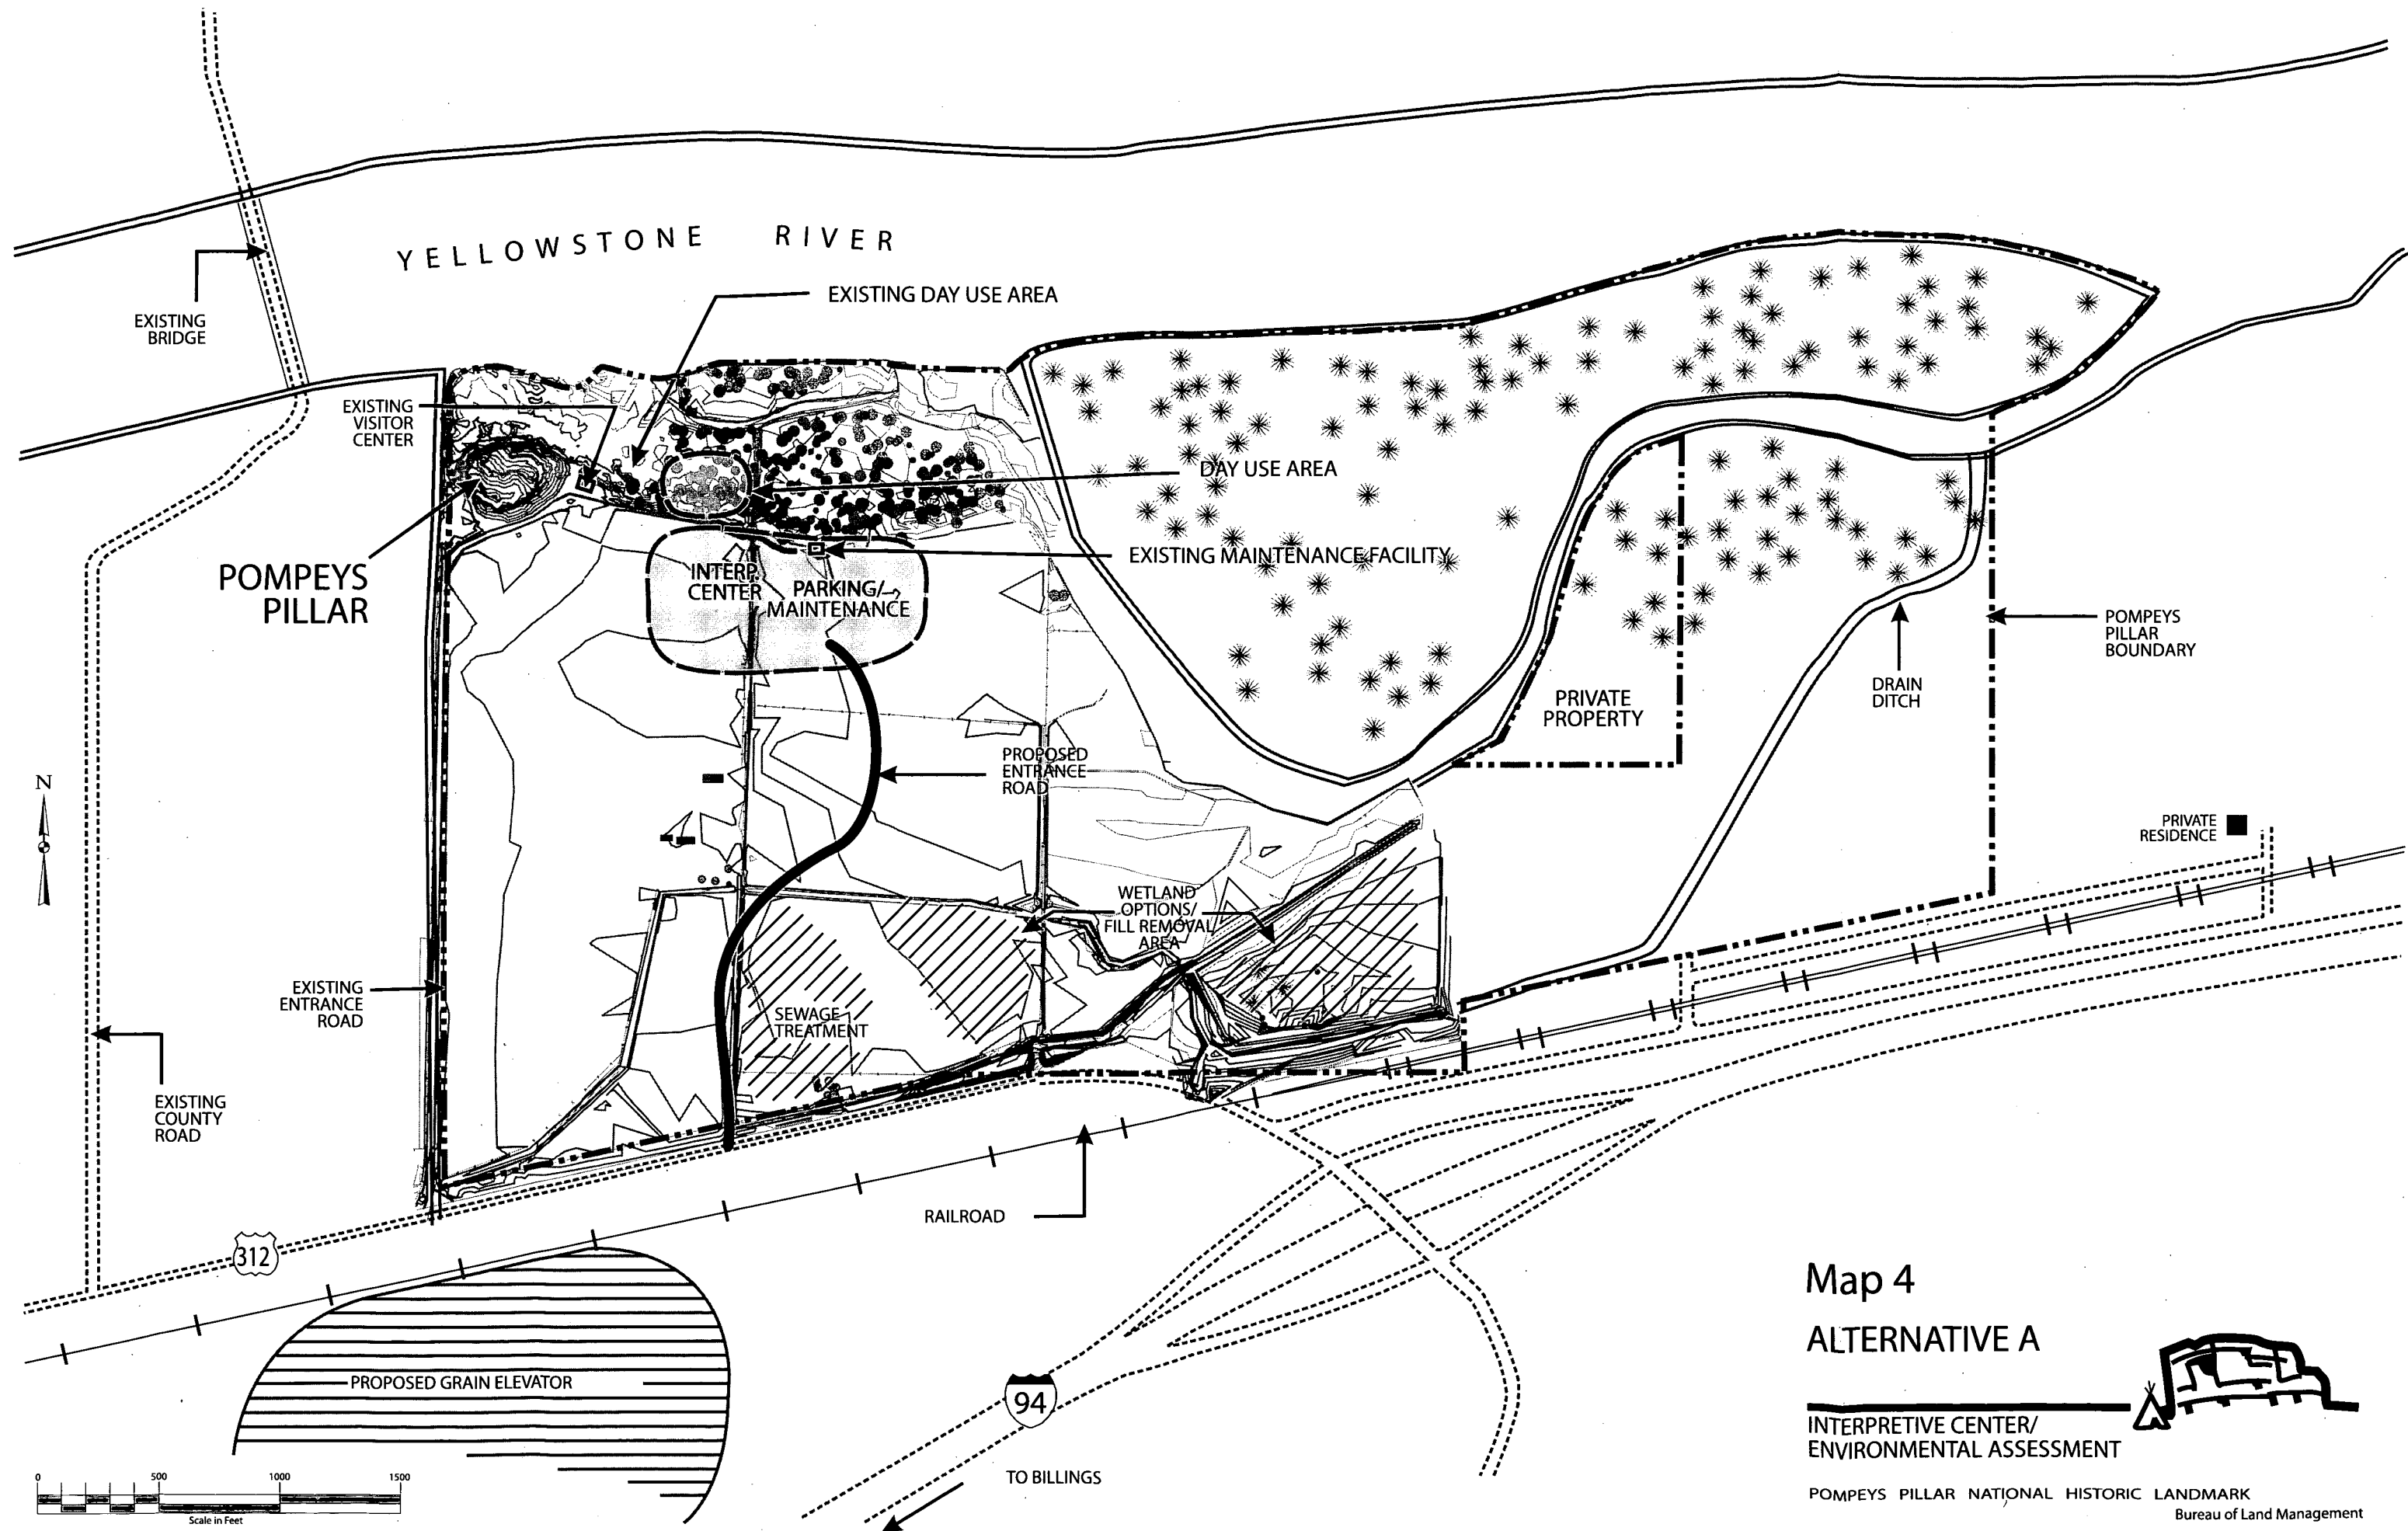 YELLOWSTONE RIVER
EXISTING DAY USE AREA
EXISTING
BRIDGE
EXISTING
VISITOR
CENTER
DAY USE AREA
EXISTING MAINTENANCE FACILITY
POMPEYS
PILLAR
INTERP.
CENTER
PARKING/
MAINTENANCE
POMPEYS
PILLAR
BOUNDARY
DRAIN
DITCH
PRIVATE
PROPERTY
PROPOSED
ENTRANCE
ROAD
N
PRIVATE
RESIDENCE
WETLAND
OPTIONS/
FILL REMOVAL
AREA
EXISTING
ENTRANCE
ROAD
SEWAGE
TREATMENT
EXISTING
COUNTY
ROAD
RAILROAD
312
PROPOSED GRAIN ELEVATOR
94
TO BILLINGS
0 500 1000 1500
Scale in Feet
Map 4
ALTERNATIVE A
INTERPRETIVE CENTER/
ENVIRONMENTAL ASSESSMENT
POMPEYS PILLAR NATIONAL HISTORIC LANDMARK
Bureau of Land Management